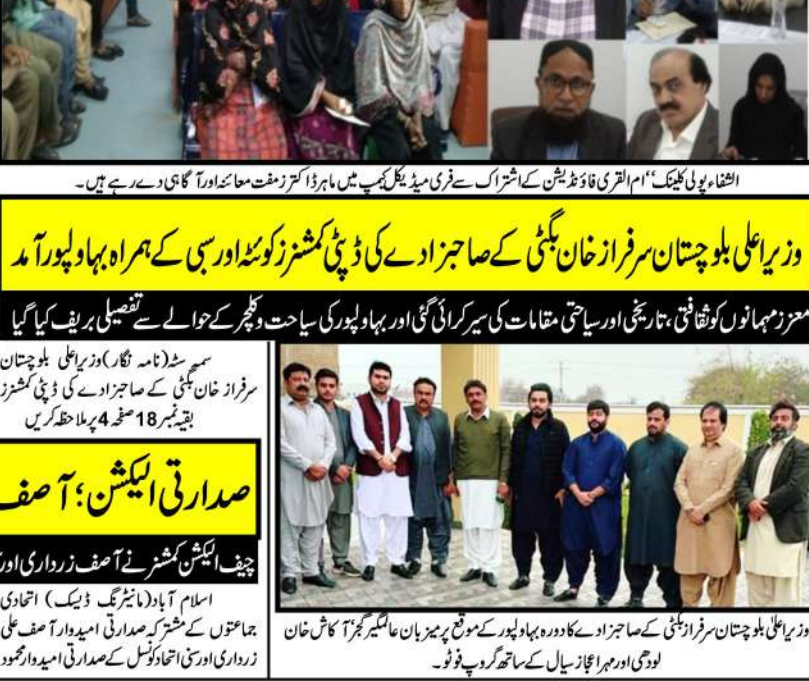 الشفاء پولی کلینک‘‘ ام القری فاؤنڈیشن کے اشتراک سے فری میڈیکل کیمپ میں ماہر ڈاکٹرز مفت معائنہ اور آگاہی دے رہے ہیں۔
وزیراعلی بلوچستان سرفراز خان بگٹی کے صاحبزادے کی ڈپٹی کمشنرز کوئٹہ اور سبی کے ہمراہ بہاولپور آمد
معزز مہمانوں کو ثقافتی، تاریخی اور سیاحتی مقامات کی سیر کرائی گئی اور بہاولپور کی سیاحت و کلچر کے حوالے سے تفصیلی بریف کیا گیا
سمہ سٹہ (نامہ نگار) وزیراعلی بلوچستان
سرفراز خان بگٹی کے صاحبزادے کی ڈپٹی کمشنرز
بقیہ نمبر 18 صفحہ 4 پر ملاحظہ کریں
صدارتی الیکشن؛ آصف
چیف الیکشن کمشنر نے آصف زرداری اور
اسلام آباد (مانیٹرنگ ڈیسک) اتحادی
جماعتوں کے مشترکہ صدارتی امیدوار آصف علی
زرداری اور سنی اتحاد کونسل کے صدارتی امیدوار محمود
وزیراعلیٰ بلوچستان سرفراز بگٹی کے صاحبزادے کا دورہ بہاولپور کے موقع پر میزبان عالمگیر گجر، آکاش خان
لودھی اور مہر اعجاز سیال کے ساتھ گروپ فوٹو۔